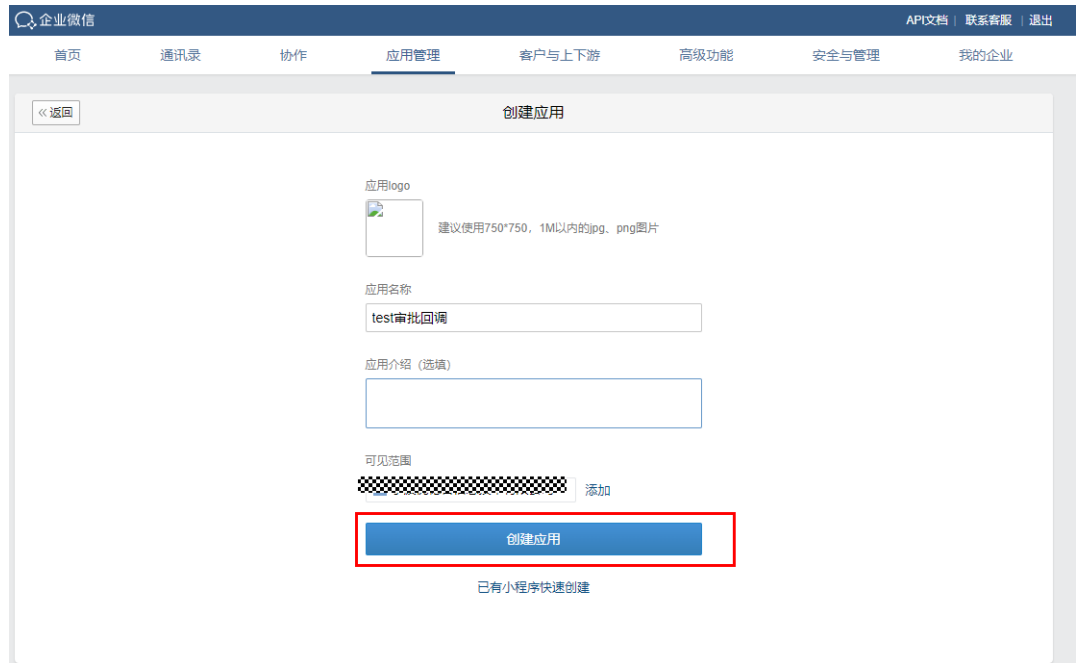 企业微信
API文档 | 联系客服 | 退出
首页 通讯录 协作 应用管理 客户与上下游 高级功能 安全与管理 我的企业
«返回 创建应用
应用logo
建议使用750*750，1M以内的jpg、png图片
应用名称
test审批回调
应用介绍（选填）
可见范围
添加
创建应用
已有小程序快速创建